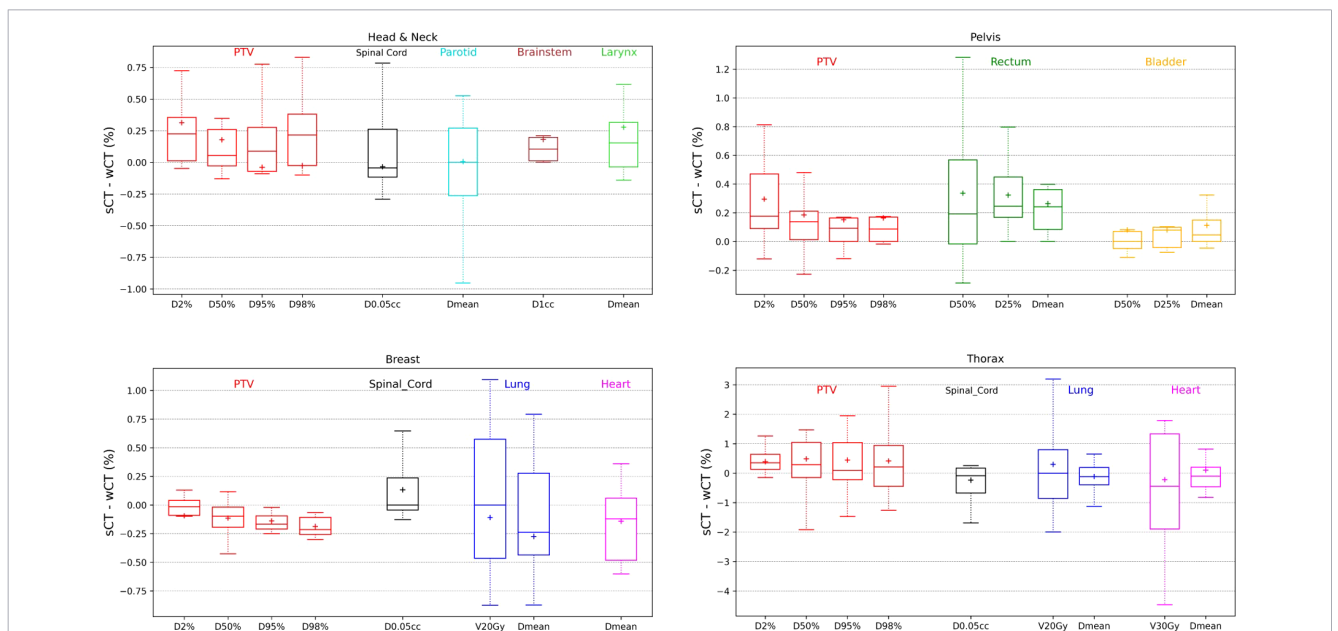 Head & Neck
PTV Spinal Cord Parotid Brainstem Larynx
sCT - wCT (%)
0.75
0.50
0.25
0.00
−0.25
−0.50
−0.75
−1.00
D2% D50% D95% D98% D0.05cc Dmean D1cc Dmean
Pelvis
PTV Rectum Bladder
sCT - wCT (%)
1.2
1.0
0.8
0.6
0.4
0.2
0.0
−0.2
D2% D50% D95% D98% D50% D25% Dmean D50% D25% Dmean
Breast
PTV Spinal_Cord Lung Heart
sCT - wCT (%)
1.00
0.75
0.50
0.25
0.00
−0.25
−0.50
−0.75
D2% D50% D95% D98% D0.05cc V20Gy Dmean Dmean
Thorax
PTV Spinal_Cord Lung Heart
sCT - wCT (%)
3
2
1
0
−1
−2
−3
−4
D2% D50% D95% D98% D0.05cc V20Gy Dmean V30Gy Dmean